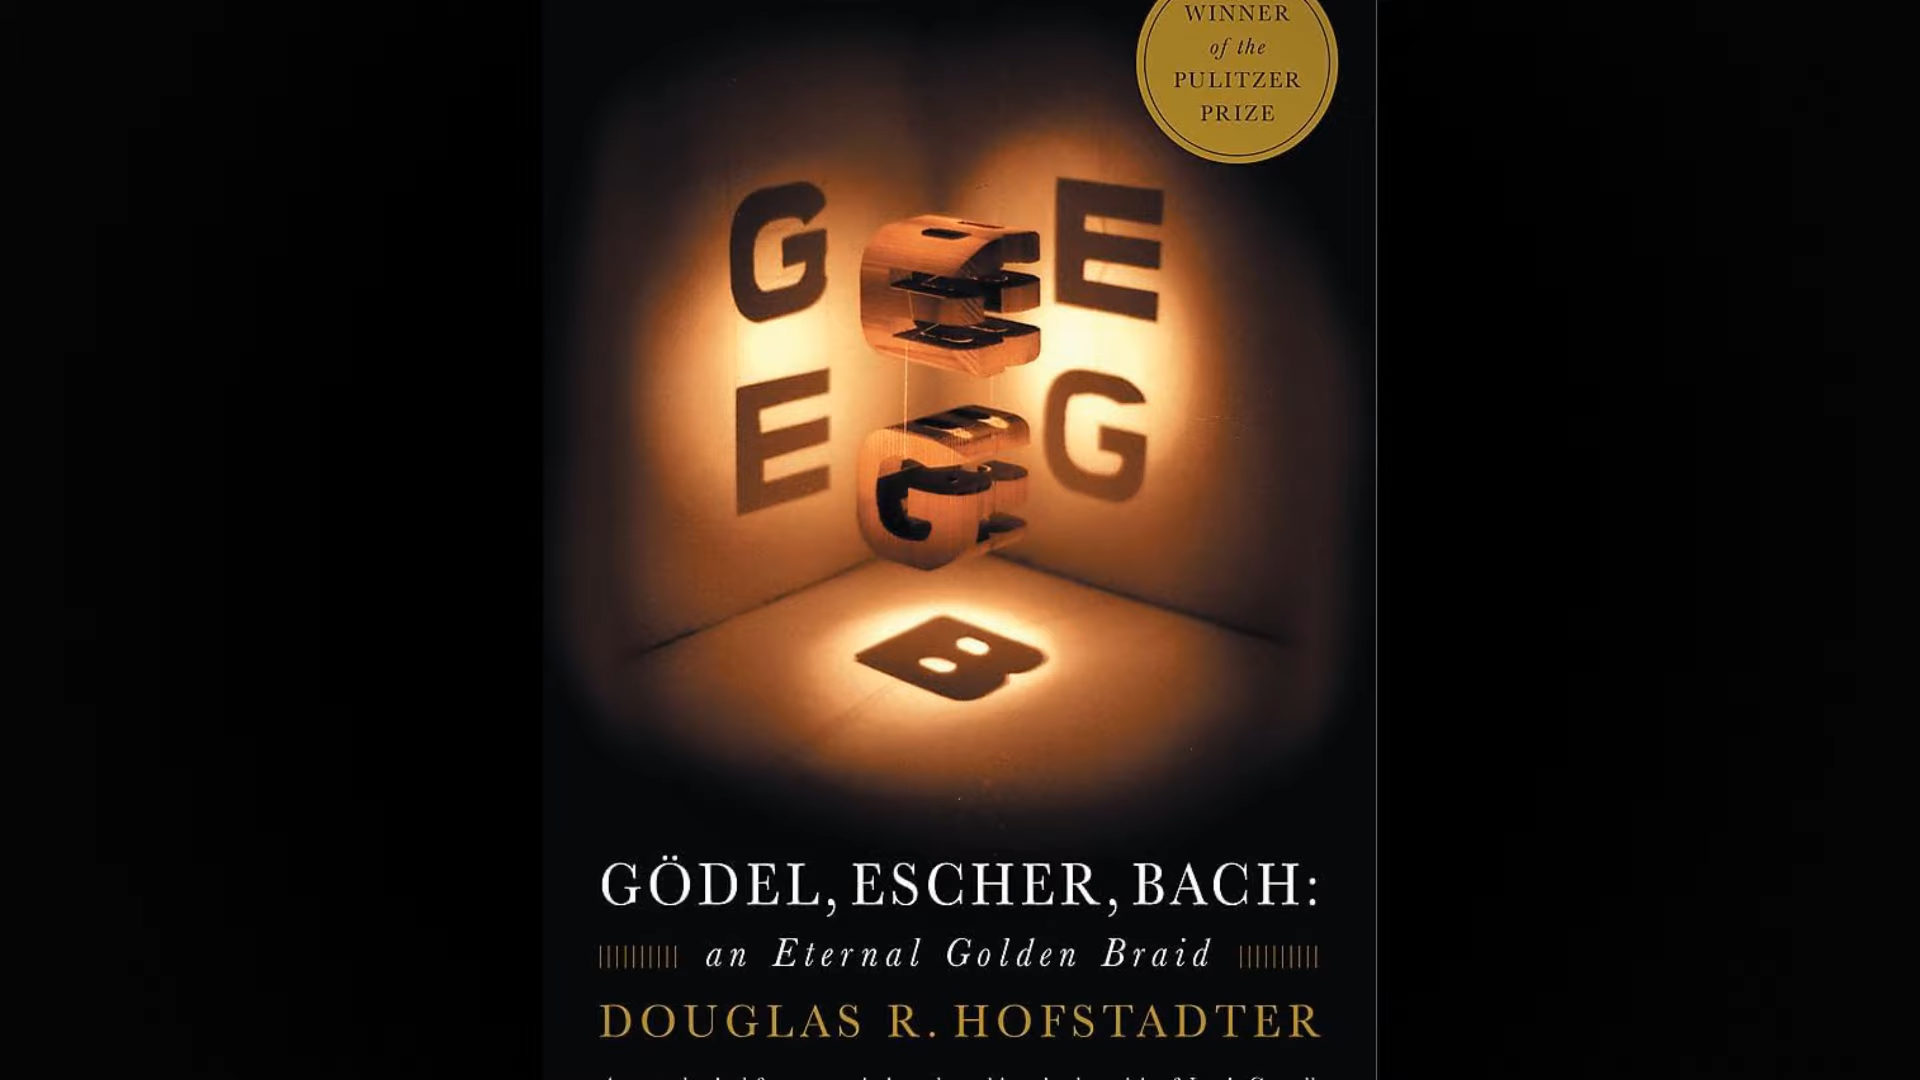 WINNER
of the
PULITZER
PRIZE
G E
E G
B
GÖDEL, ESCHER, BACH:
an Eternal Golden Braid
DOUGLAS R. HOFSTADTER